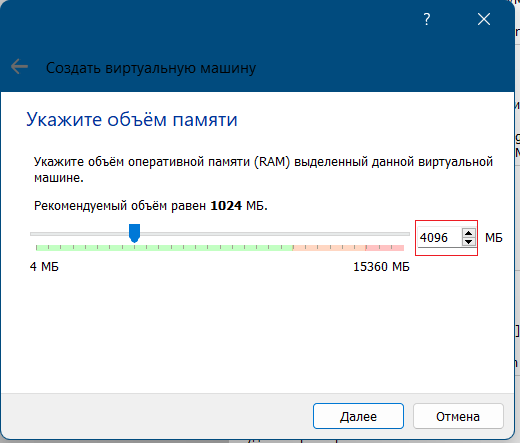 ?
Создать виртуальную машину
Укажите объём памяти
Укажите объём оперативной памяти (RAM) выделенный данной виртуальной
машине.
Рекомендуемый объём равен 1024 МБ.
4096 МБ
4 МБ 15360 МБ
Далее Отмена